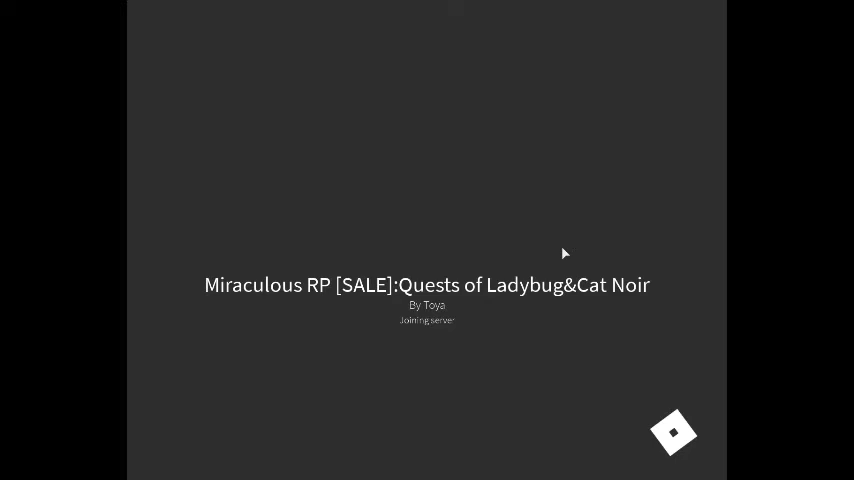 Miraculous RP [SALE]:Quests of Ladybug&Cat Noir
By Toya
Joining server